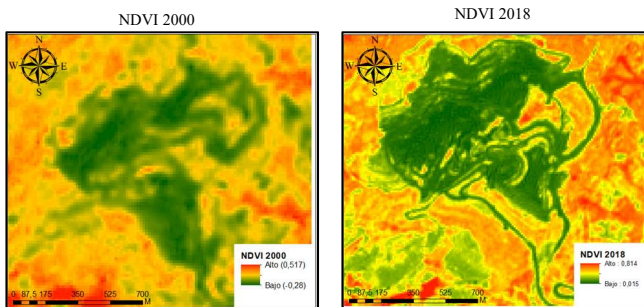 NDVI 2000
NDVI 2018
N
W E
S
NDVI 2000
Alto (0,517)
Bajo (-0,28)
0 87,5 175 350 525 700
M
N
W E
S
NDVI 2018
Alto : 0,814
Bajo : 0,015
0 87,5 175 350 525 700
M